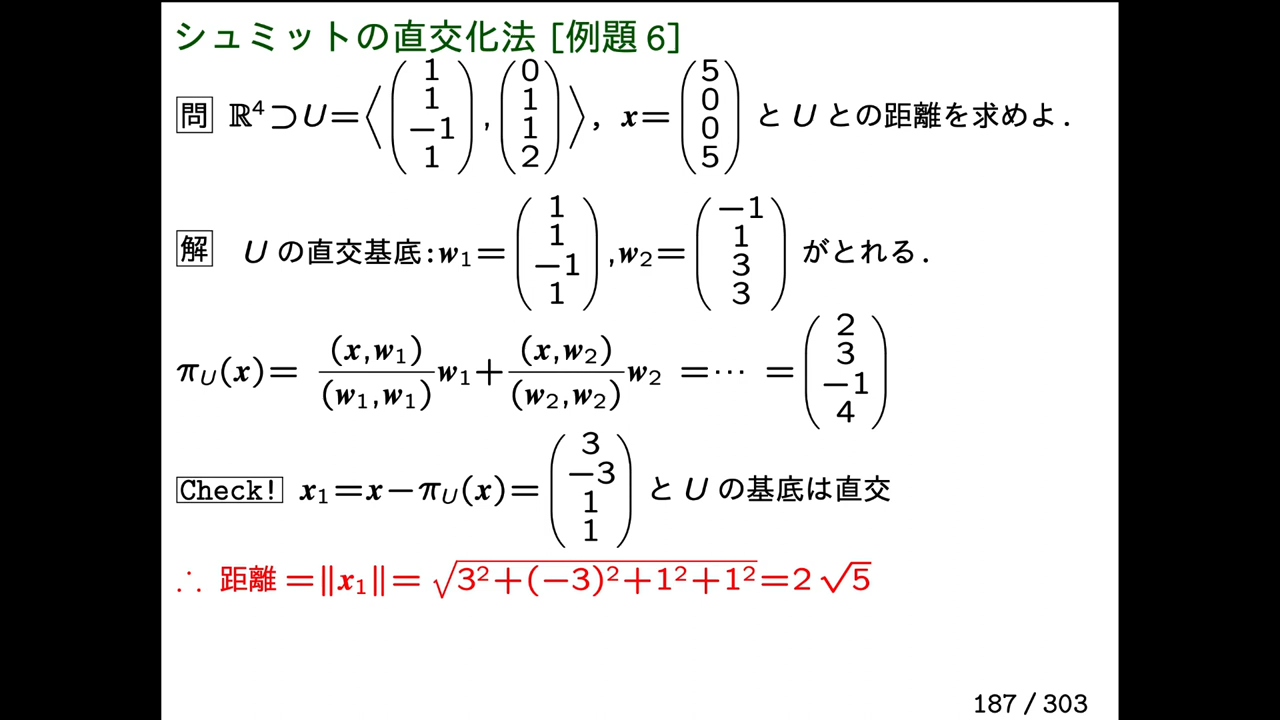 シュミットの直交化法 [例題 6]
問 ℝ⁴⊃U=⟨(1 1 −1 1), (0 1 1 2)⟩, x=(5 0 0 5) と U との距離を求めよ.
解 U の直交基底:w₁=(1 1 −1 1),w₂=(−1 1 3 3) がとれる.
π_U(x)= (x,w₁)/(w₁,w₁) w₁+(x,w₂)/(w₂,w₂) w₂ =⋯ =(2 3 −1 4)
Check! x₁=x−π_U(x)=(3 −3 1 1) と U の基底は直交
∴ 距離=‖x₁‖=√(3²+(−3)²+1²+1²)=2√5
187 / 303